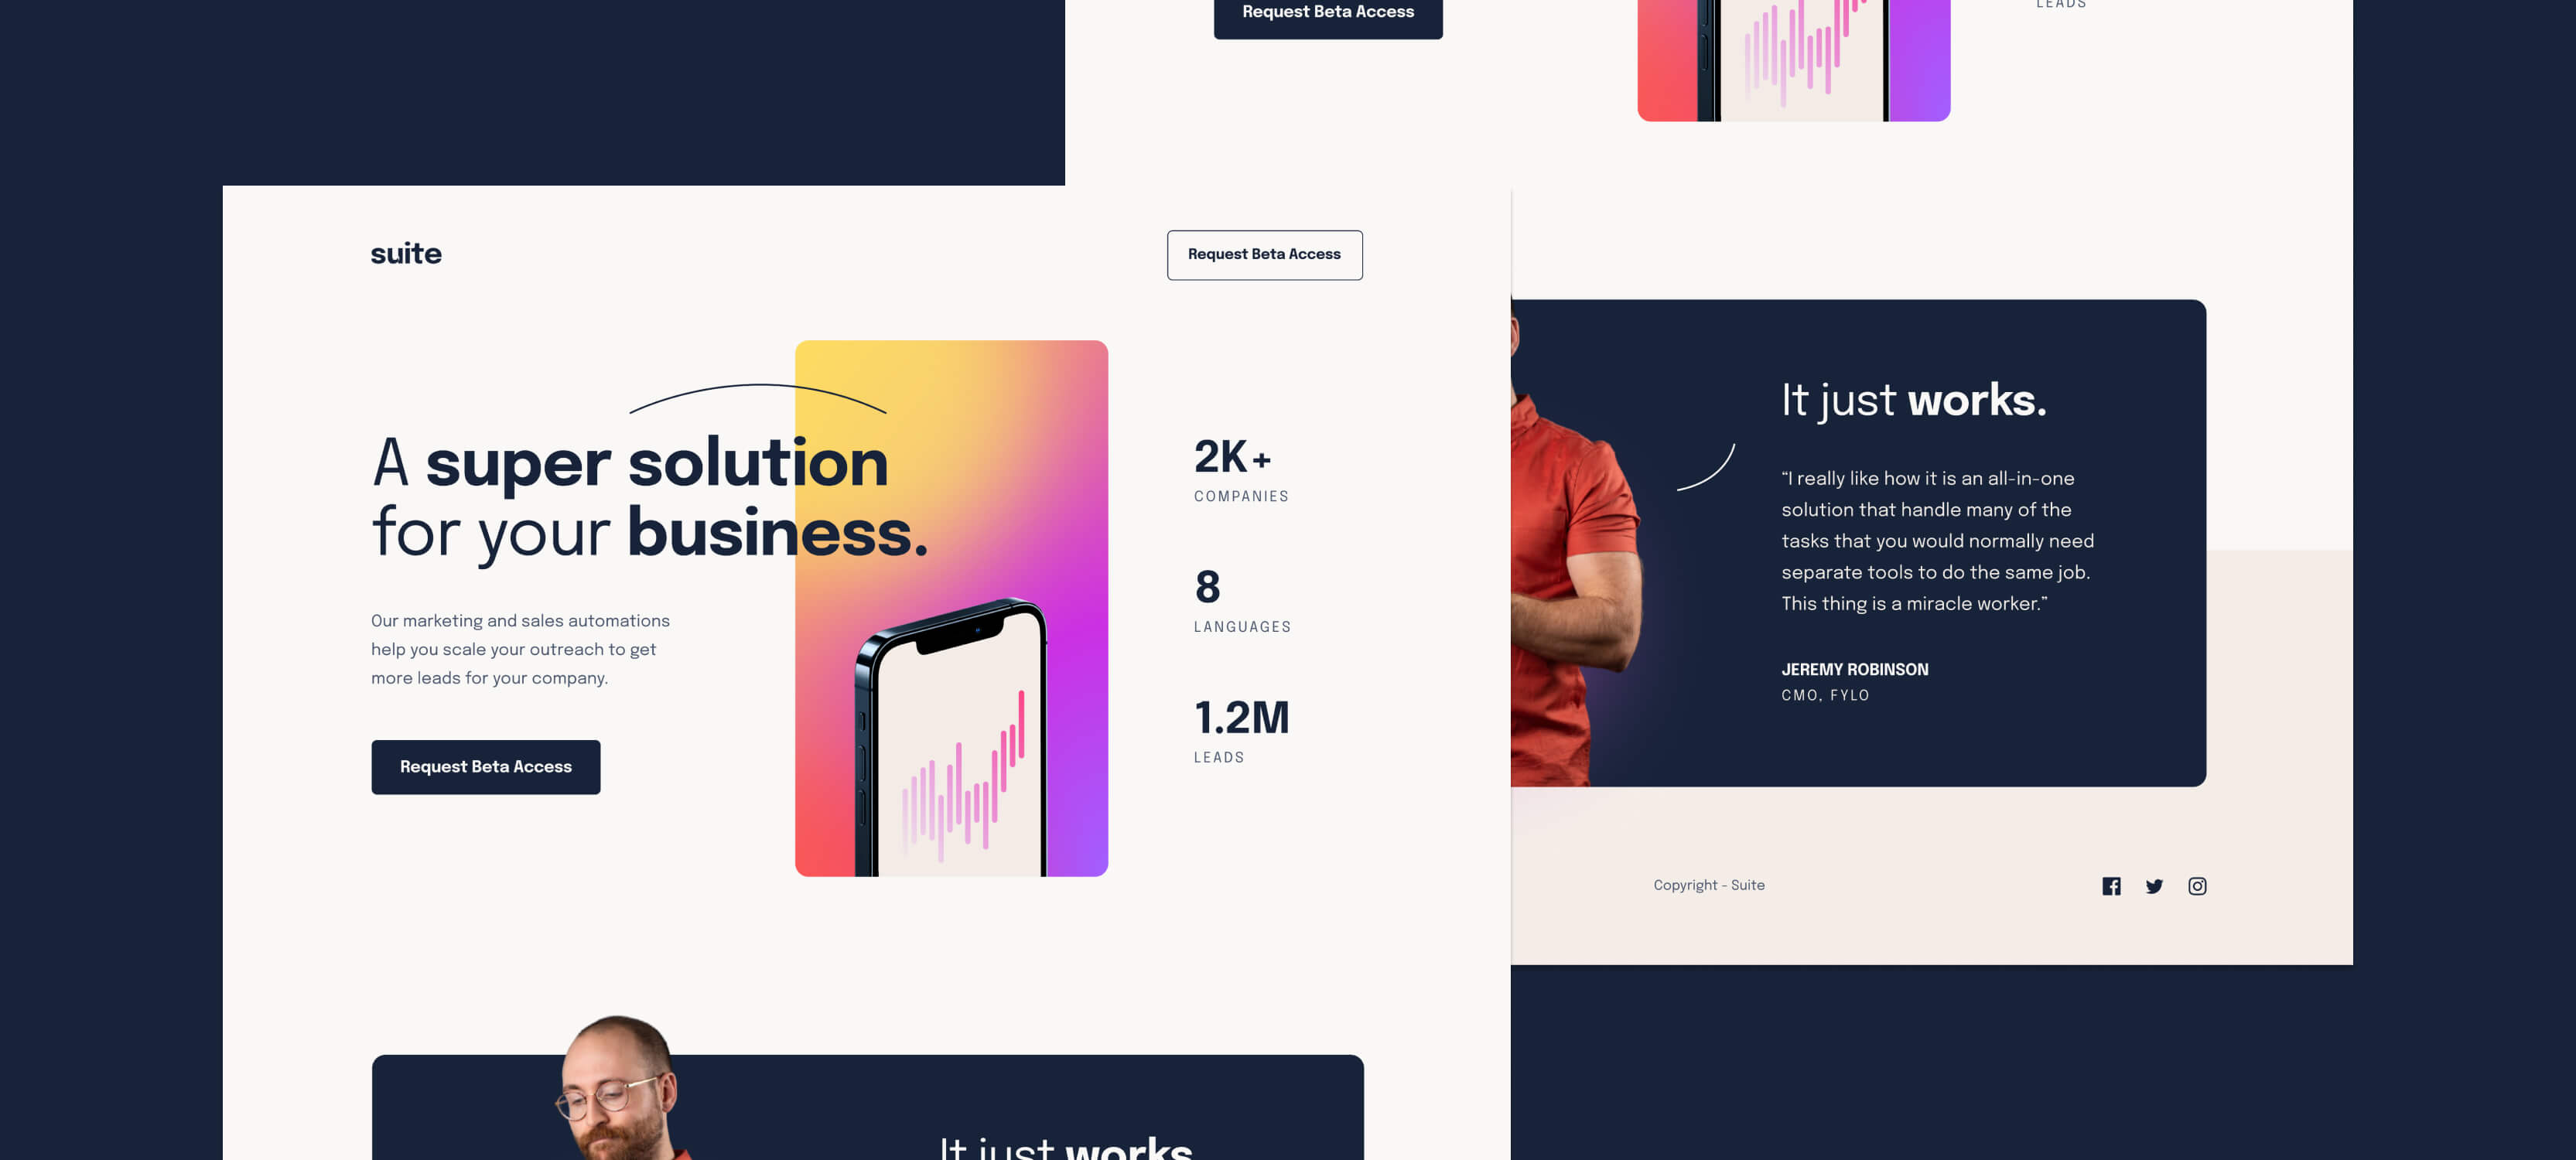 Request Beta Access
LEADS
suite
Request Beta Access
A super solution
for your business.
Our marketing and sales automations
help you scale your outreach to get
more leads for your company.
Request Beta Access
2K+
COMPANIES
8
LANGUAGES
1.2M
LEADS
It just works.
“I really like how it is an all-in-one
solution that handle many of the
tasks that you would normally need
separate tools to do the same job.
This thing is a miracle worker.”
JEREMY ROBINSON
CMO, FYLO
Copyright - Suite
It just works